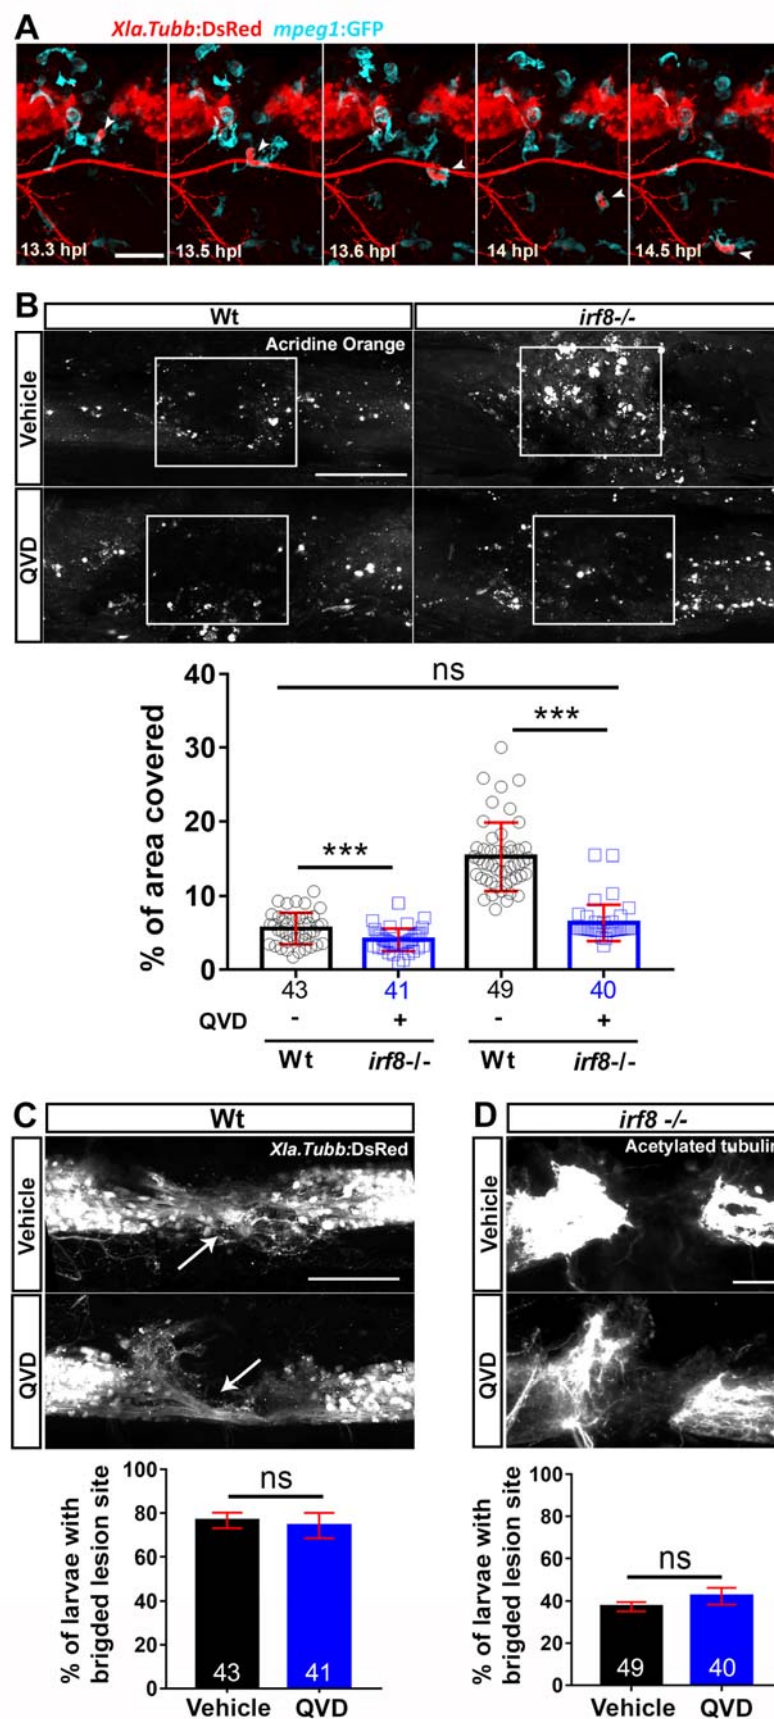 A
Xla.Tubb:DsRed mpeg1:GFP
13.3 hpl
13.5 hpl
13.6 hpl
14 hpl
14.5 hpl
B
Wt
irf8-/-
Vehicle
Acridine Orange
QVD
% of area covered
40
30
20
10
0
ns
***
***
43 41 49 40
QVD - + - +
Wt irf8-/- Wt irf8-/-
C
Wt
Vehicle
Xla.Tubb:DsRed
QVD
% of larvae with
brigded lesion site
100
80
60
40
20
0
ns
43 41
Vehicle QVD
D
irf8 -/-
Vehicle
Acetylated tubulin
QVD
% of larvae with
brigded lesion site
100
80
60
40
20
0
ns
49 40
Vehicle QVD